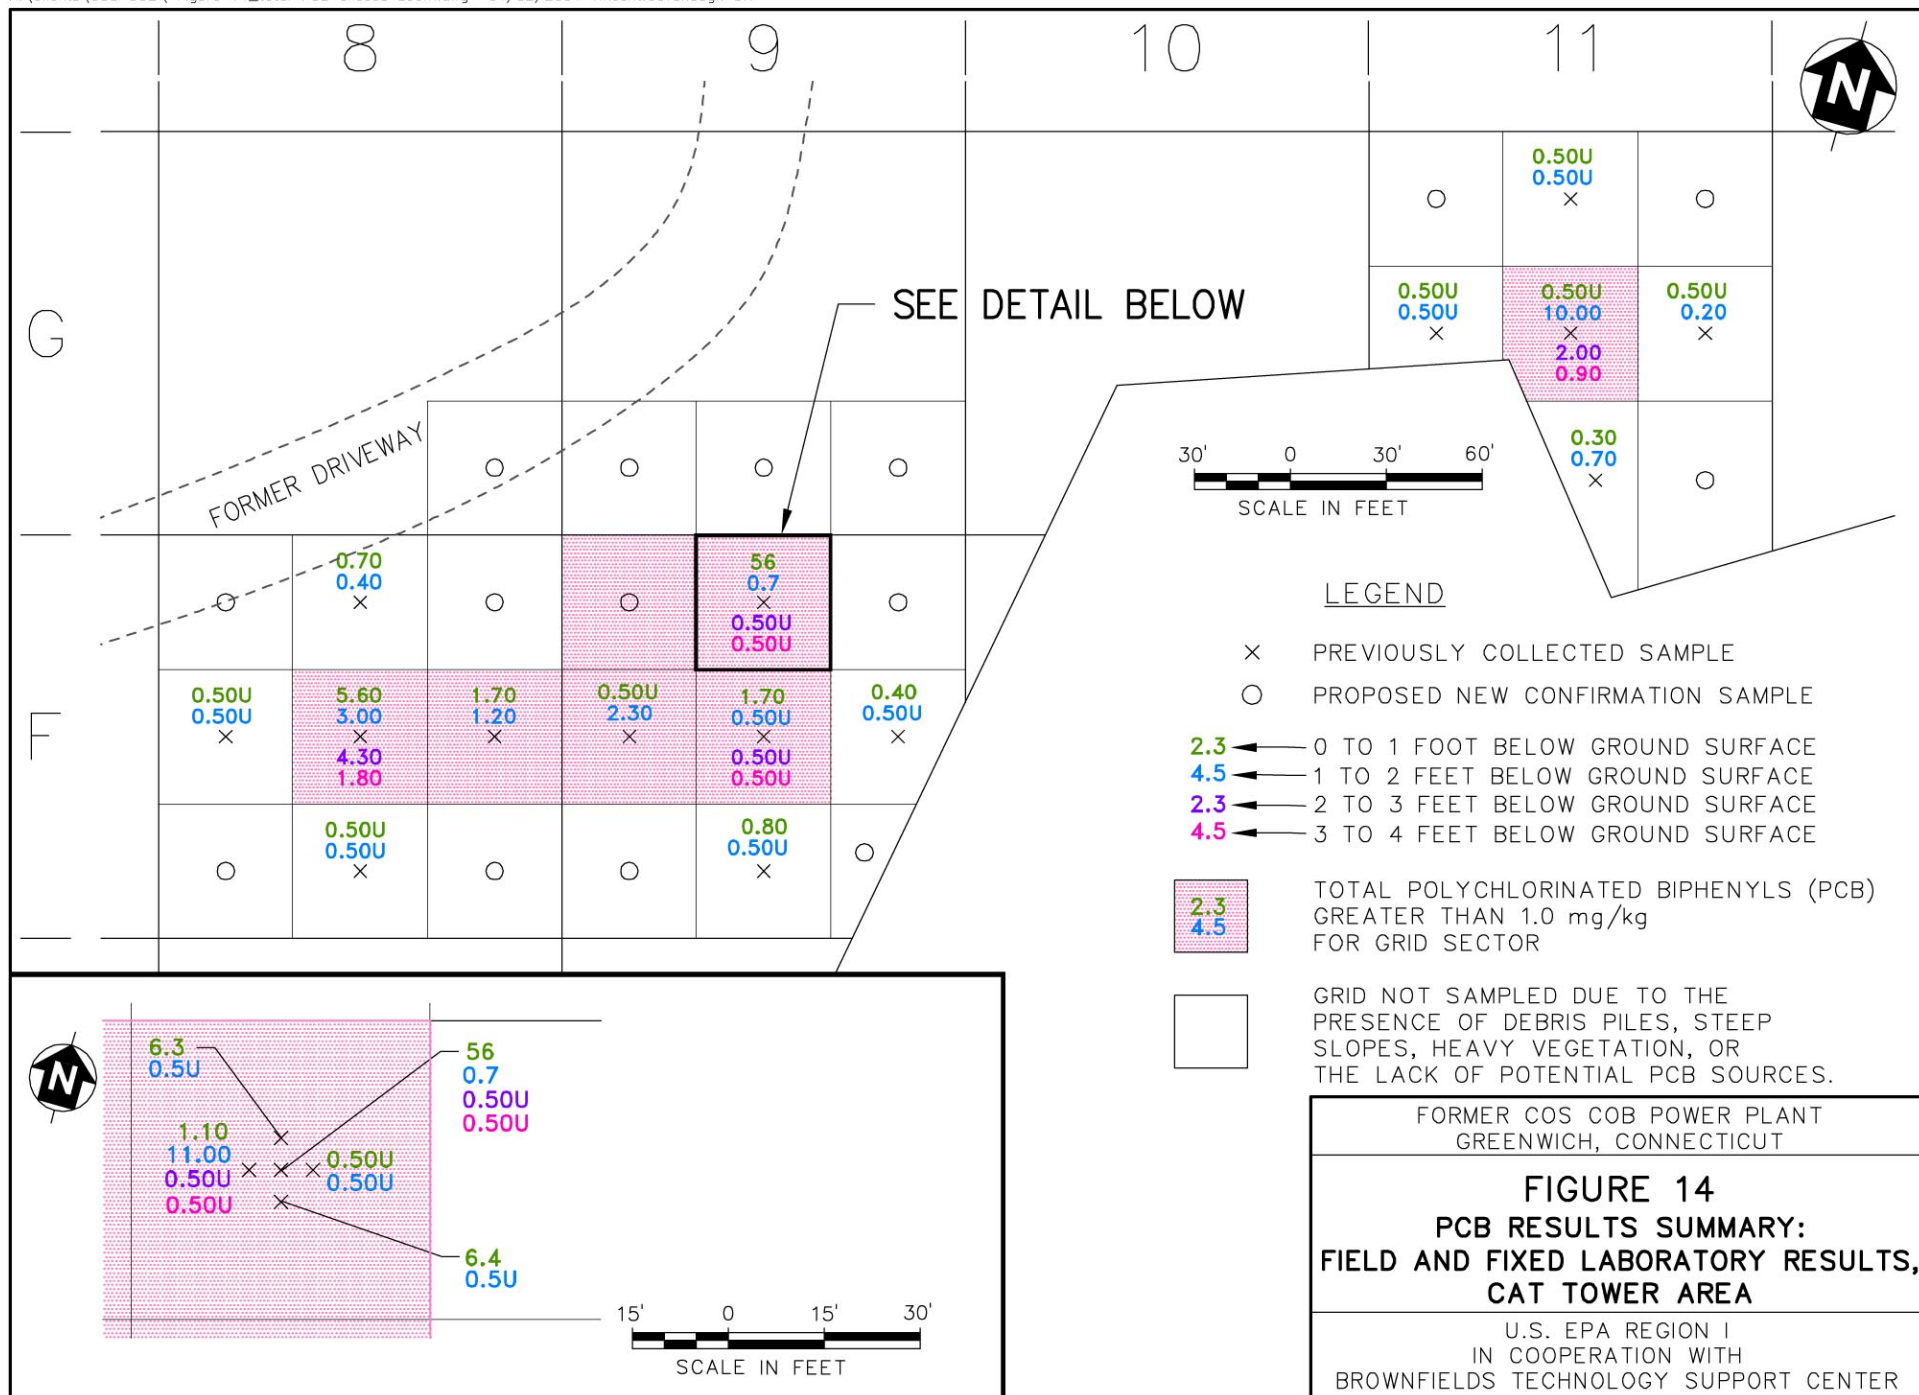 8
9
10
11
N
G
F
FORMER DRIVEWAY
SEE DETAIL BELOW
0.50U
0.50U
0.50U
0.50U
0.50U
10.00
2.00
0.90
0.50U
0.20
0.30
0.70
30' 0 30' 60'
SCALE IN FEET
0.70
0.40
56
0.7
0.50U
0.50U
0.50U
0.50U
5.60
3.00
4.30
1.80
1.70
1.20
0.50U
2.30
1.70
0.50U
0.50U
0.50U
0.40
0.50U
0.50U
0.50U
0.80
0.50U
LEGEND
PREVIOUSLY COLLECTED SAMPLE
PROPOSED NEW CONFIRMATION SAMPLE
2.3 0 TO 1 FOOT BELOW GROUND SURFACE
4.5 1 TO 2 FEET BELOW GROUND SURFACE
2.3 2 TO 3 FEET BELOW GROUND SURFACE
4.5 3 TO 4 FEET BELOW GROUND SURFACE
2.3
4.5
TOTAL POLYCHLORINATED BIPHENYLS (PCB)
GREATER THAN 1.0 mg/kg
FOR GRID SECTOR
GRID NOT SAMPLED DUE TO THE
PRESENCE OF DEBRIS PILES, STEEP
SLOPES, HEAVY VEGETATION, OR
THE LACK OF POTENTIAL PCB SOURCES.
N
6.3
0.5U
56
0.7
0.50U
0.50U
1.10
11.00
0.50U
0.50U
0.50U
0.50U
6.4
0.5U
15' 0 15' 30'
SCALE IN FEET
FORMER COS COB POWER PLANT
GREENWICH, CONNECTICUT
FIGURE 14
PCB RESULTS SUMMARY:
FIELD AND FIXED LABORATORY RESULTS,
CAT TOWER AREA
U.S. EPA REGION I
IN COOPERATION WITH
BROWNFIELDS TECHNOLOGY SUPPORT CENTER